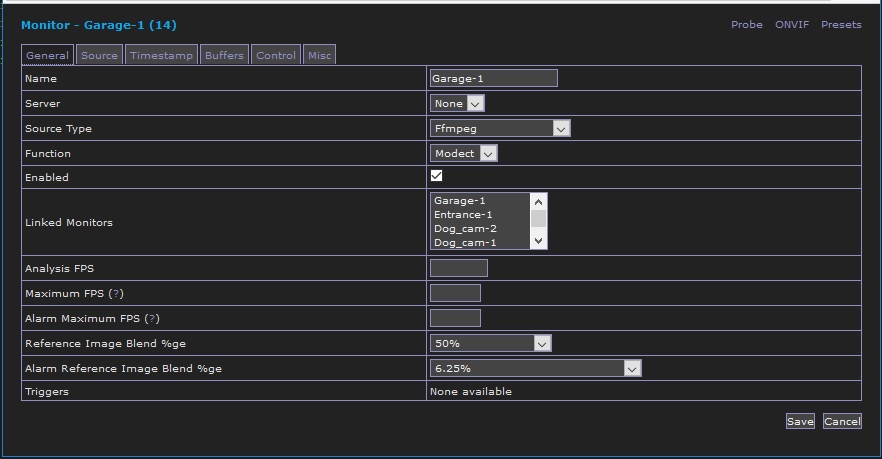 Monitor - Garage-1 (14)
Probe ONVIF Presets
General Source Timestamp Buffers Control Misc
Name Garage-1
Server None
Source Type Ffmpeg
Function Modect
Enabled
Garage-1
Entrance-1
Linked Monitors
Dog_cam-2
Dog_cam-1
Analysis FPS
Maximum FPS (?)
Alarm Maximum FPS (?)
Reference Image Blend %ge 50%
Alarm Reference Image Blend %ge 6.25%
Triggers None available
Save Cancel